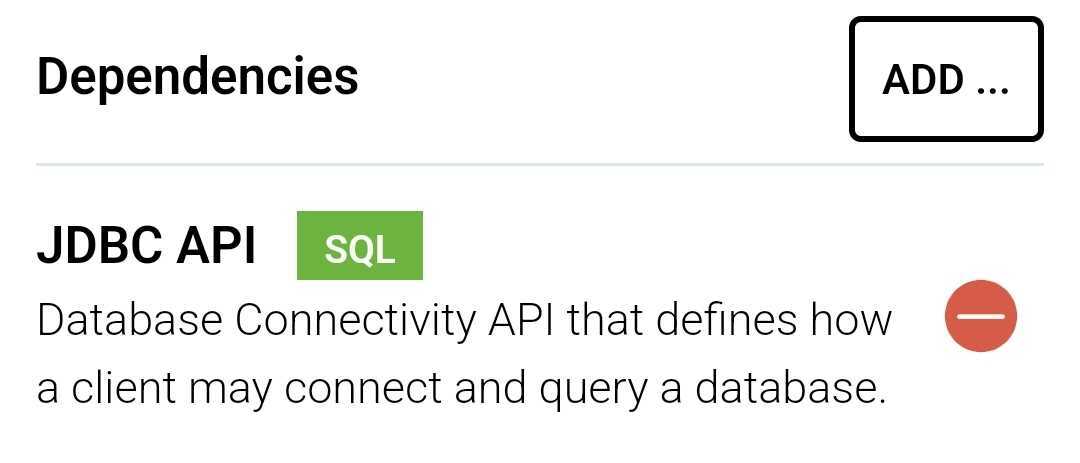 Dependencies
ADD ...
JDBC API SQL
Database Connectivity API that defines how
a client may connect and query a database.